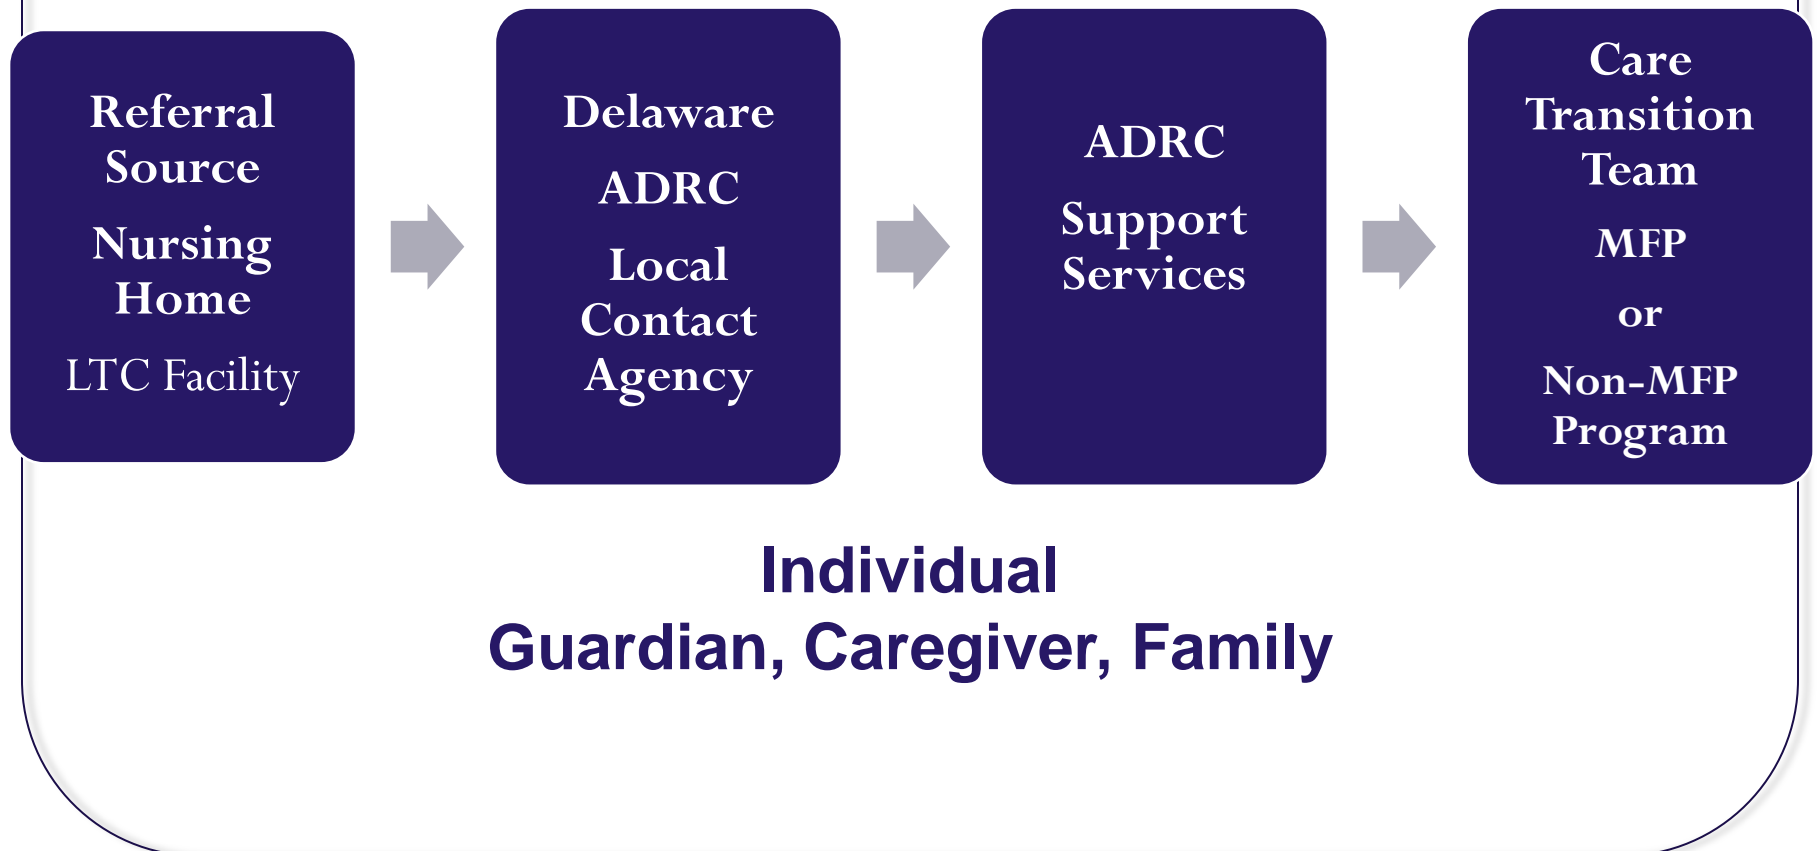 Referral
Source
Nursing
Home
LTC Facility
Delaware
ADRC
Local
Contact
Agency
ADRC
Support
Services
Care
Transition
Team
MFP
or
Non-MFP
Program
Individual
Guardian, Caregiver, Family